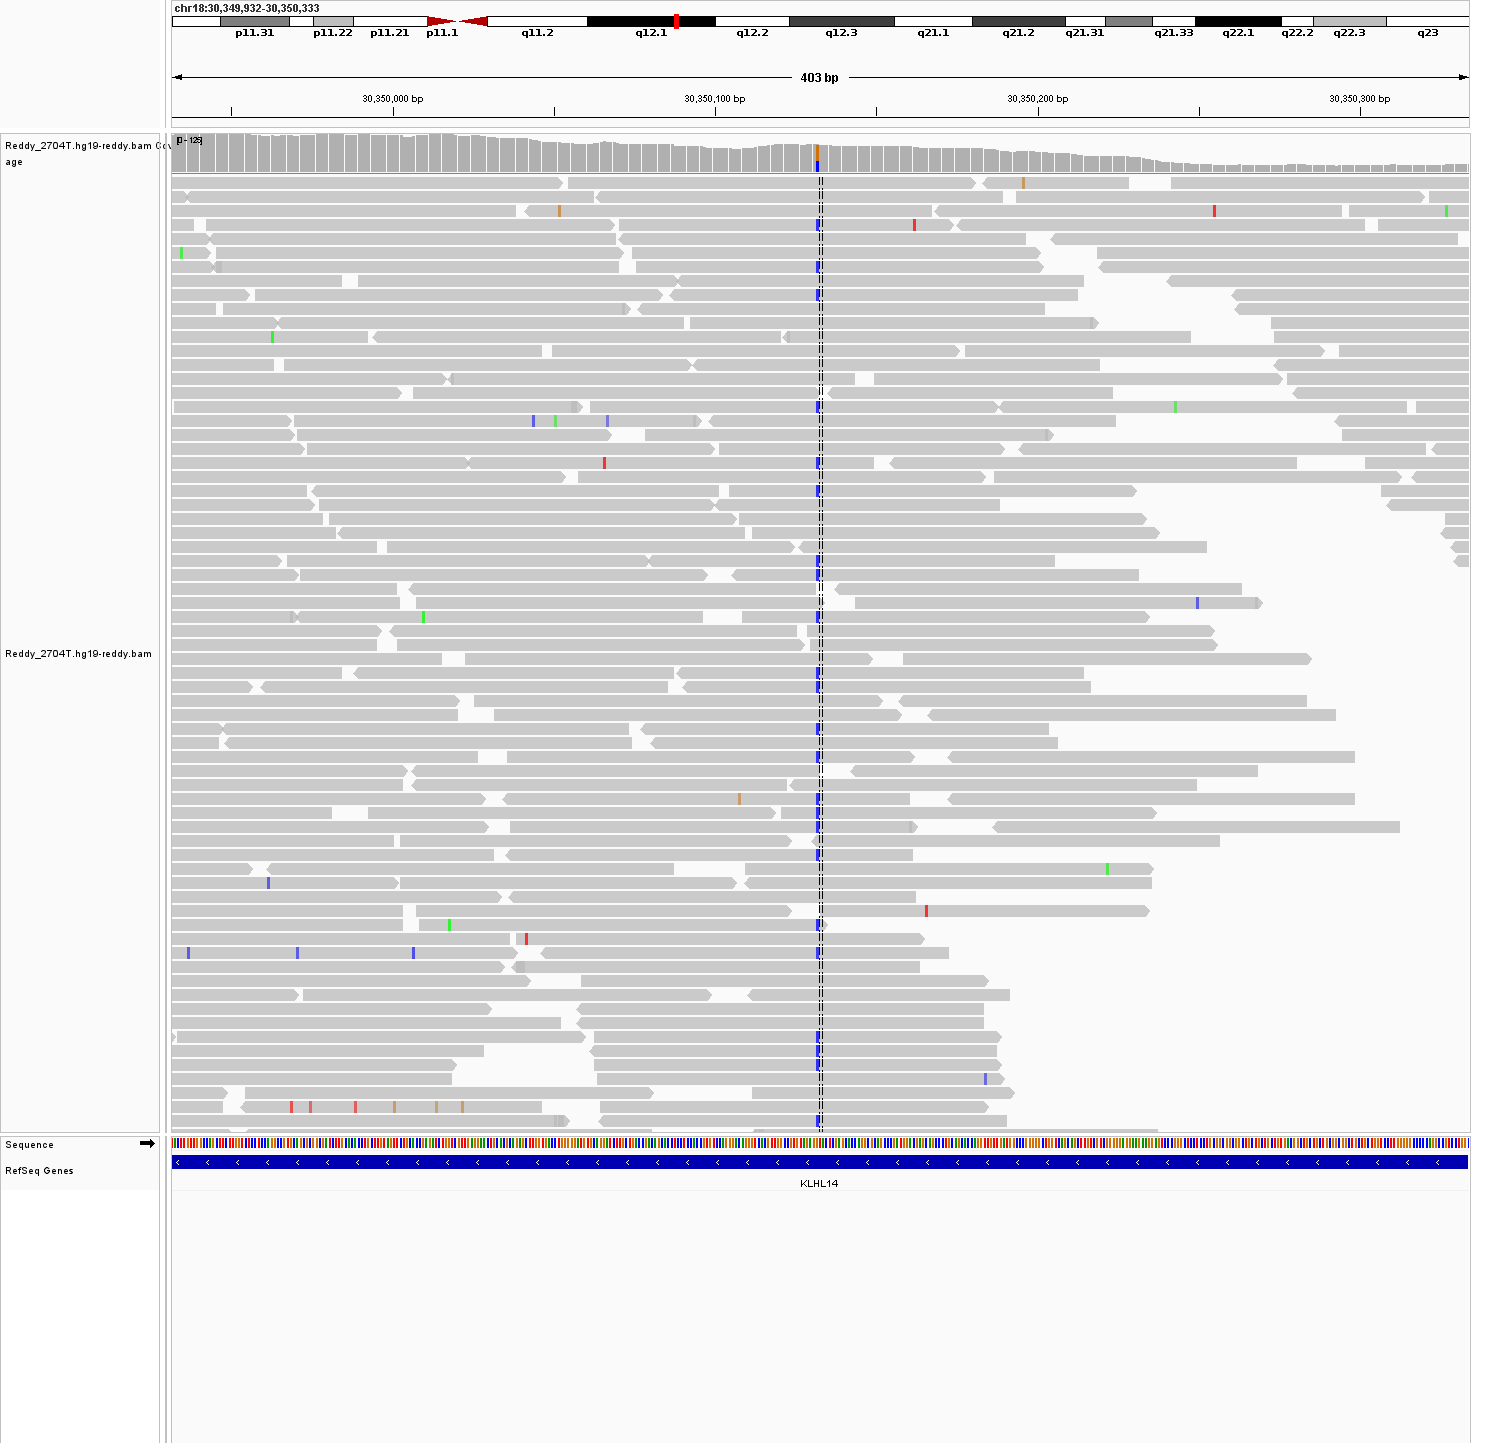 chr18:30,349,932-30,350,333
p11.31 p11.22 p11.21 p11.1 q11.2 q12.1 q12.2 q12.3 q21.1 q21.2 q21.31 q21.33 q22.1 q22.2 q22.3 q23
403 bp
30,350,000 bp 30,350,100 bp 30,350,200 bp 30,350,300 bp
Reddy_2704T.hg19-reddy.bam Cov
age
[0 - 125]
Reddy_2704T.hg19-reddy.bam
Sequence
RefSeq Genes
KLHL14